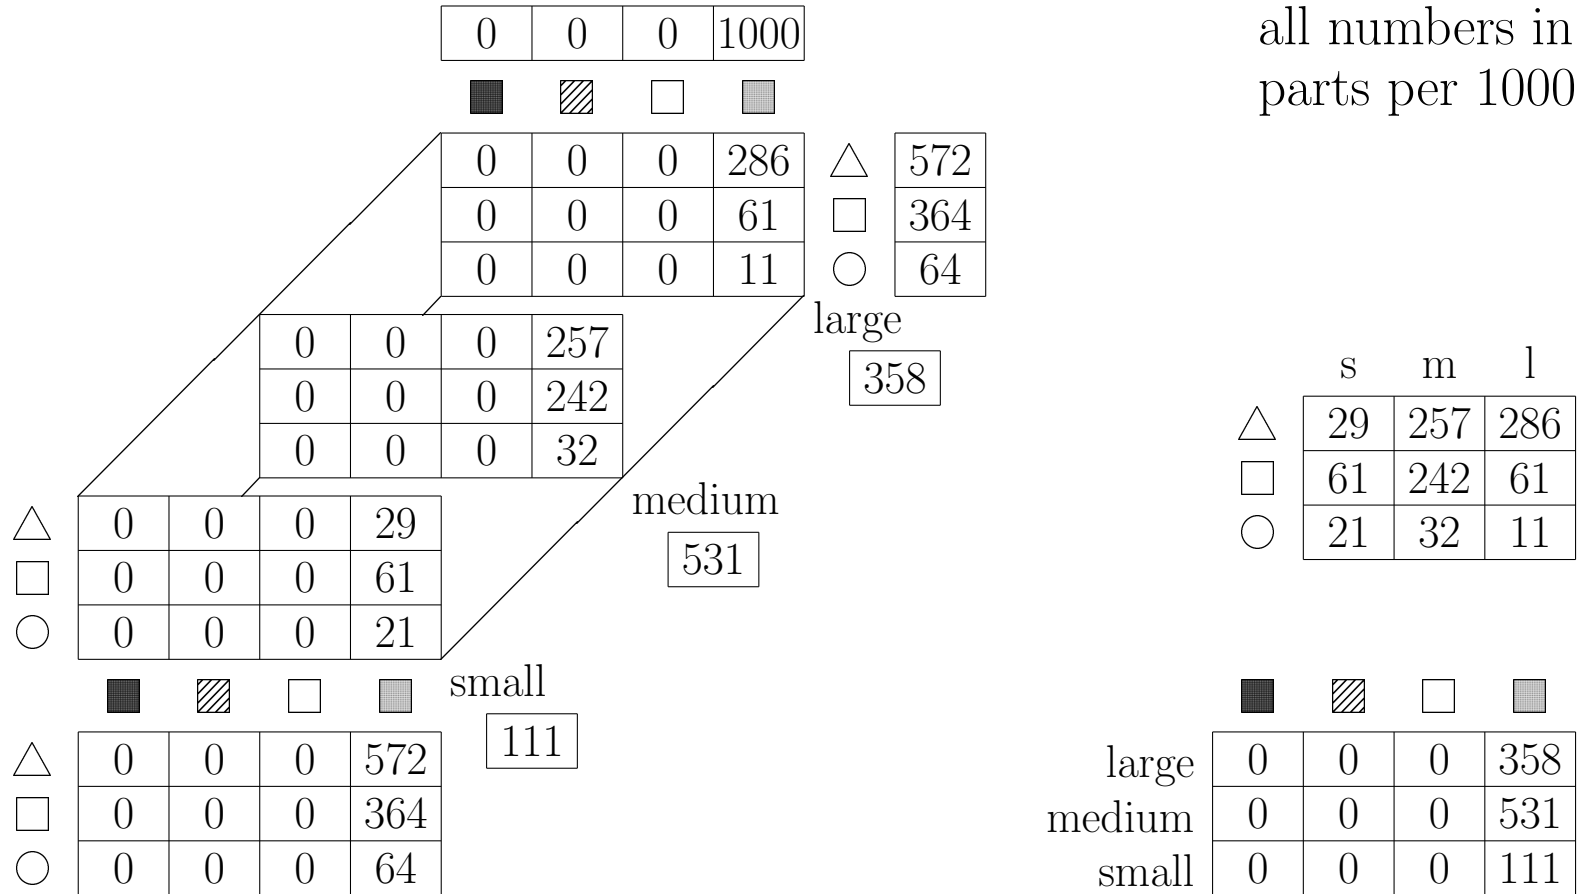 0 0 0 1000
all numbers in
parts per 1000
0 0 0 286 572
0 0 0 61 364
0 0 0 11 64
large
358
0 0 0 257
0 0 0 242
0 0 0 32
medium
531
s m l
29 257 286
61 242 61
21 32 11
0 0 0 29
0 0 0 61
0 0 0 21
small
111
0 0 0 572
0 0 0 364
0 0 0 64
large 0 0 0 358
medium 0 0 0 531
small 0 0 0 111